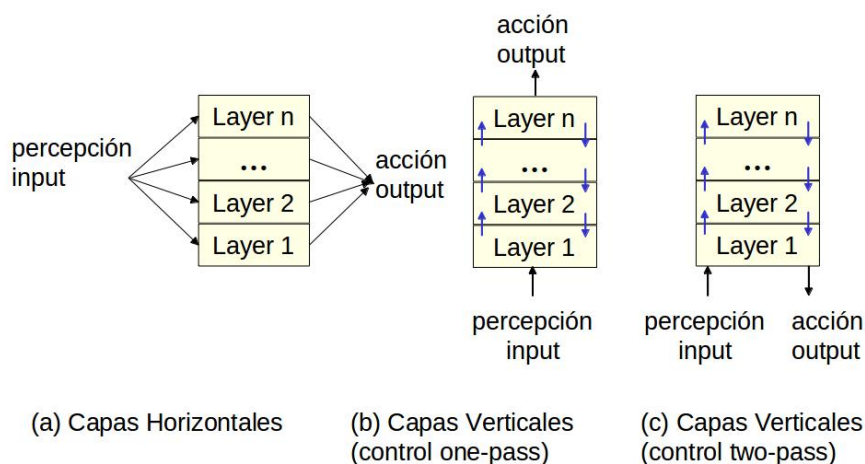 percepción
input
Layer n
...
Layer 2
Layer 1
acción
output
(a) Capas Horizontales
acción
output
Layer n
...
Layer 2
Layer 1
percepción
input
(b) Capas Verticales
(control one-pass)
Layer n
...
Layer 2
Layer 1
percepción
input
acción
output
(c) Capas Verticales
(control two-pass)